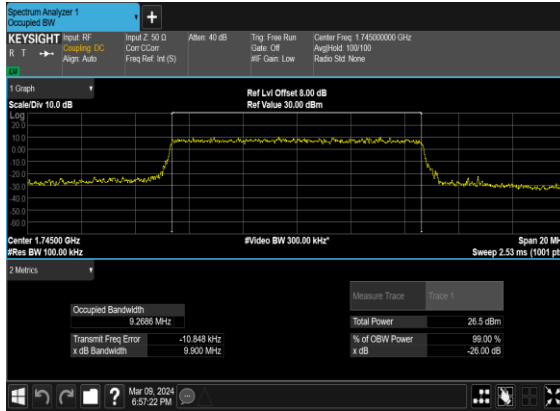 Spectrum Analyzer 1
Occupied BW
+
KEYSIGHT Input: RF Input Z: 50 Ω Atten: 40 dB Trig: Free Run Center Freq: 1.745000000 GHz
R T Coupling: DC Corr CCorr Gate: Off Avg|Hold: 100/100
Align: Auto Freq Ref: Int (S) #IF Gain: Low Radio Std: None
LU
1 Graph
Ref Lvl Offset 8.00 dB
Scale/Div 10.0 dB Ref Value 30.00 dBm
Log
20.0
10.0
0.00
-10.0
-20.0
-30.0
-40.0
-50.0
-60.0
Center 1.74500 GHz #Video BW 300.00 kHz* Span 20 MH
#Res BW 100.00 kHz Sweep 2.53 ms (1001 pt
2 Metrics
Measure Trace Trace 1
Occupied Bandwidth
9.2686 MHz Total Power 26.5 dBm
Transmit Freq Error -10.848 kHz % of OBW Power 99.00 %
x dB Bandwidth 9.900 MHz x dB -26.00 dB
?
Mar 09, 2024
6:57:22 PM